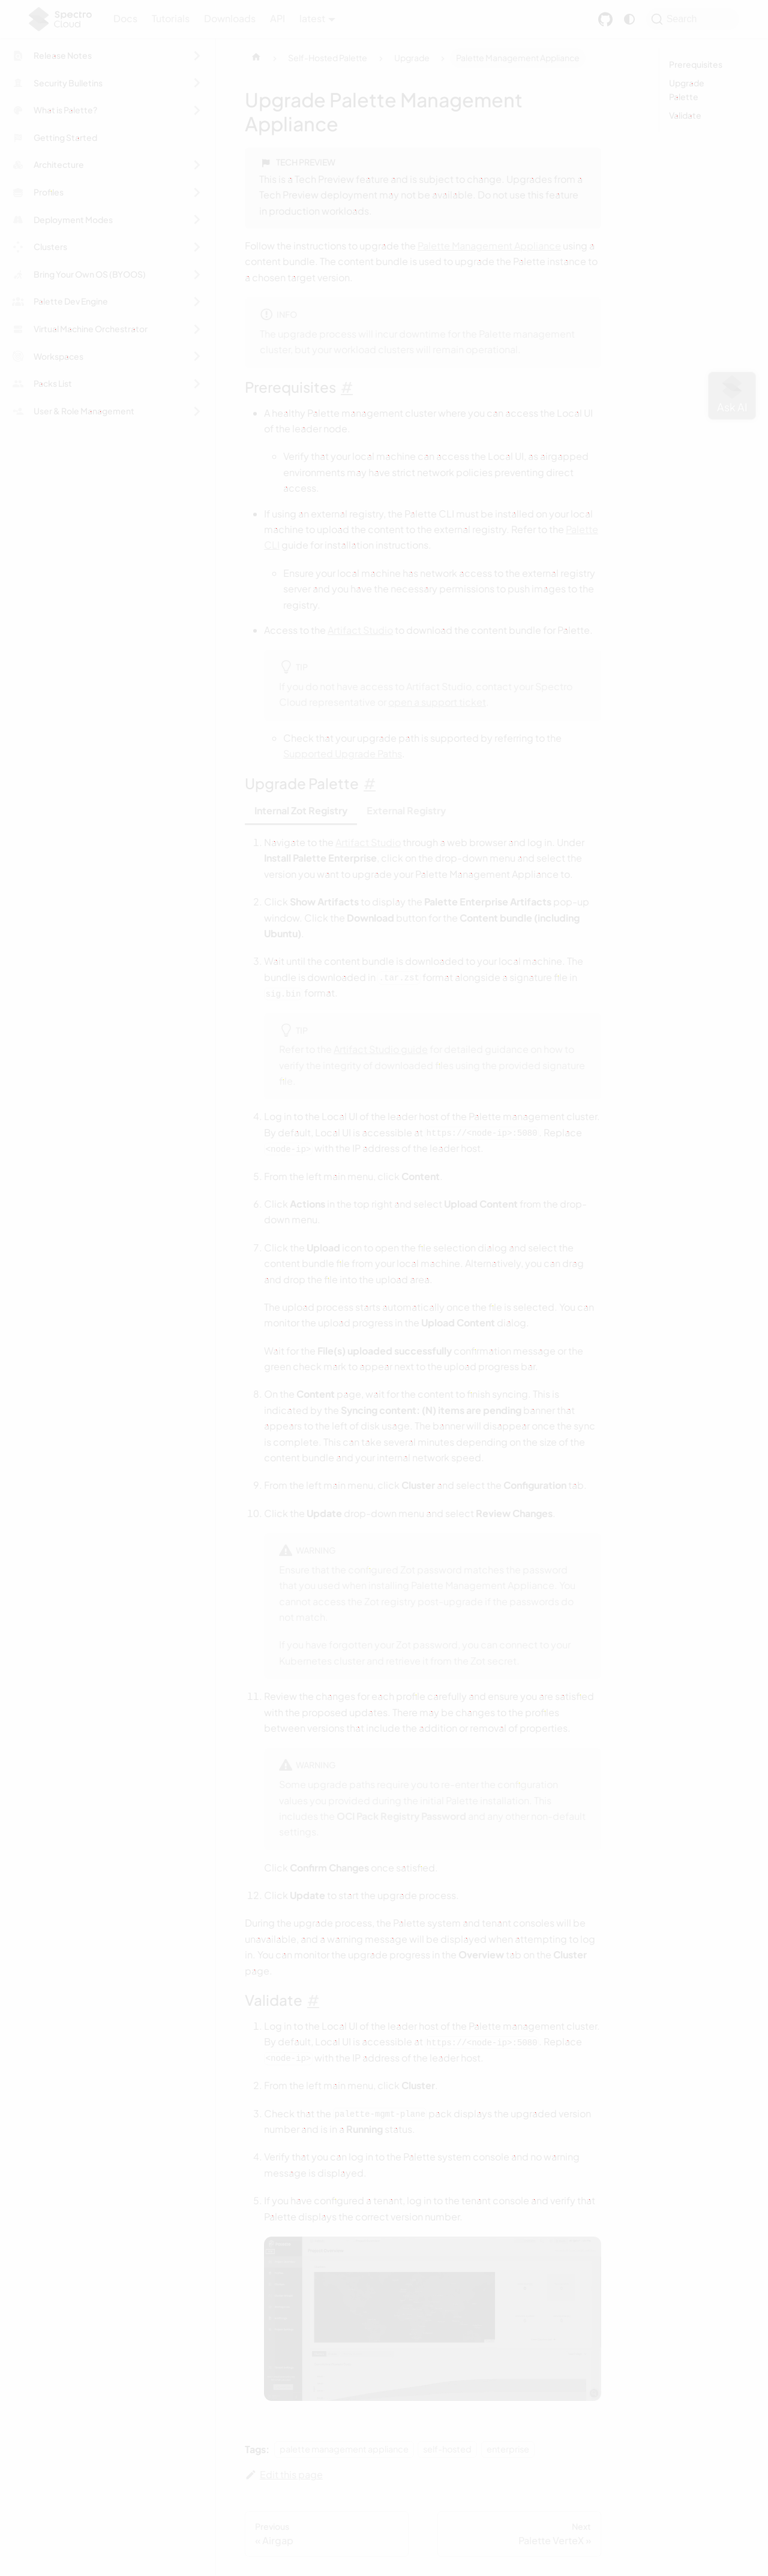 Spectro Cloud
Docs Tutorials Downloads API latest
Search
Release Notes
Security Bulletins
What is Palette?
Getting Started
Architecture
Profiles
Deployment Modes
Clusters
Bring Your Own OS (BYOOS)
Palette Dev Engine
Virtual Machine Orchestrator
Workspaces
Packs List
User & Role Management
Self-Hosted Palette Upgrade Palette Management Appliance
Upgrade Palette Management
Appliance
TECH PREVIEW
This is a Tech Preview feature and is subject to change. Upgrades from a
Tech Preview deployment may not be available. Do not use this feature
in production workloads.
Follow the instructions to upgrade the Palette Management Appliance using a
content bundle. The content bundle is used to upgrade the Palette instance to
a chosen target version.
INFO
The upgrade process will incur downtime for the Palette management
cluster, but your workload clusters will remain operational.
Prerequisites #
A healthy Palette management cluster where you can access the Local UI
of the leader node.
Verify that your local machine can access the Local UI, as airgapped
environments may have strict network policies preventing direct
access.
If using an external registry, the Palette CLI must be installed on your local
machine to upload the content to the external registry. Refer to the Palette
CLI guide for installation instructions.
Ensure your local machine has network access to the external registry
server and you have the necessary permissions to push images to the
registry.
Access to the Artifact Studio to download the content bundle for Palette.
TIP
If you do not have access to Artifact Studio, contact your Spectro
Cloud representative or open a support ticket.
Check that your upgrade path is supported by referring to the
Supported Upgrade Paths.
Upgrade Palette #
Internal Zot Registry External Registry
1. Navigate to the Artifact Studio through a web browser and log in. Under
Install Palette Enterprise, click on the drop-down menu and select the
version you want to upgrade your Palette Management Appliance to.
2. Click Show Artifacts to display the Palette Enterprise Artifacts pop-up
window. Click the Download button for the Content bundle (including
Ubuntu).
3. Wait until the content bundle is downloaded to your local machine. The
bundle is downloaded in .tar.zst format alongside a signature file in
sig.bin format.
TIP
Refer to the Artifact Studio guide for detailed guidance on how to
verify the integrity of downloaded files using the provided signature
file.
4. Log in to the Local UI of the leader host of the Palette management cluster.
By default, Local UI is accessible at https://<node-ip>:5080. Replace
<node-ip> with the IP address of the leader host.
5. From the left main menu, click Content.
6. Click Actions in the top right and select Upload Content from the drop-
down menu.
7. Click the Upload icon to open the file selection dialog and select the
content bundle file from your local machine. Alternatively, you can drag
and drop the file into the upload area.
The upload process starts automatically once the file is selected. You can
monitor the upload progress in the Upload Content dialog.
Wait for the File(s) uploaded successfully confirmation message or the
green check mark to appear next to the upload progress bar.
8. On the Content page, wait for the content to finish syncing. This is
indicated by the Syncing content: (N) items are pending banner that
appears to the left of disk usage. The banner will disappear once the sync
is complete. This can take several minutes depending on the size of the
content bundle and your internal network speed.
9. From the left main menu, click Cluster and select the Configuration tab.
10. Click the Update drop-down menu and select Review Changes.
WARNING
Ensure that the configured Zot password matches the password
that you used when installing Palette Management Appliance. You
cannot access the Zot registry post-upgrade if the passwords do
not match.
If you have forgotten your Zot password, you can connect to your
Kubernetes cluster and retrieve it from the Zot secret.
11. Review the changes for each profile carefully and ensure you are satisfied
with the proposed updates. There may be changes to the profiles
between versions that include the addition or removal of properties.
WARNING
Some upgrade paths require you to re-enter the configuration
values you provided during the initial Palette installation. This
includes the OCI Pack Registry Password and any other non-default
settings.
Click Confirm Changes once satisfied.
12. Click Update to start the upgrade process.
During the upgrade process, the Palette system and tenant consoles will be
unavailable, and a warning message will be displayed when attempting to log
in. You can monitor the upgrade progress in the Overview tab on the Cluster
page.
Validate #
1. Log in to the Local UI of the leader host of the Palette management cluster.
By default, Local UI is accessible at https://<node-ip>:5080. Replace
<node-ip> with the IP address of the leader host.
2. From the left main menu, click Cluster.
3. Check that the palette-mgmt-plane pack displays the upgraded version
number and is in a Running status.
4. Verify that you can log in to the Palette system console and no warning
message is displayed.
5. If you have configured a tenant, log in to the tenant console and verify that
Palette displays the correct version number.
Tags: palette management appliance self-hosted enterprise
Edit this page
Previous
« Airgap
Next
Palette VerteX »
Prerequisites
Upgrade
Palette
Validate
Ask AI